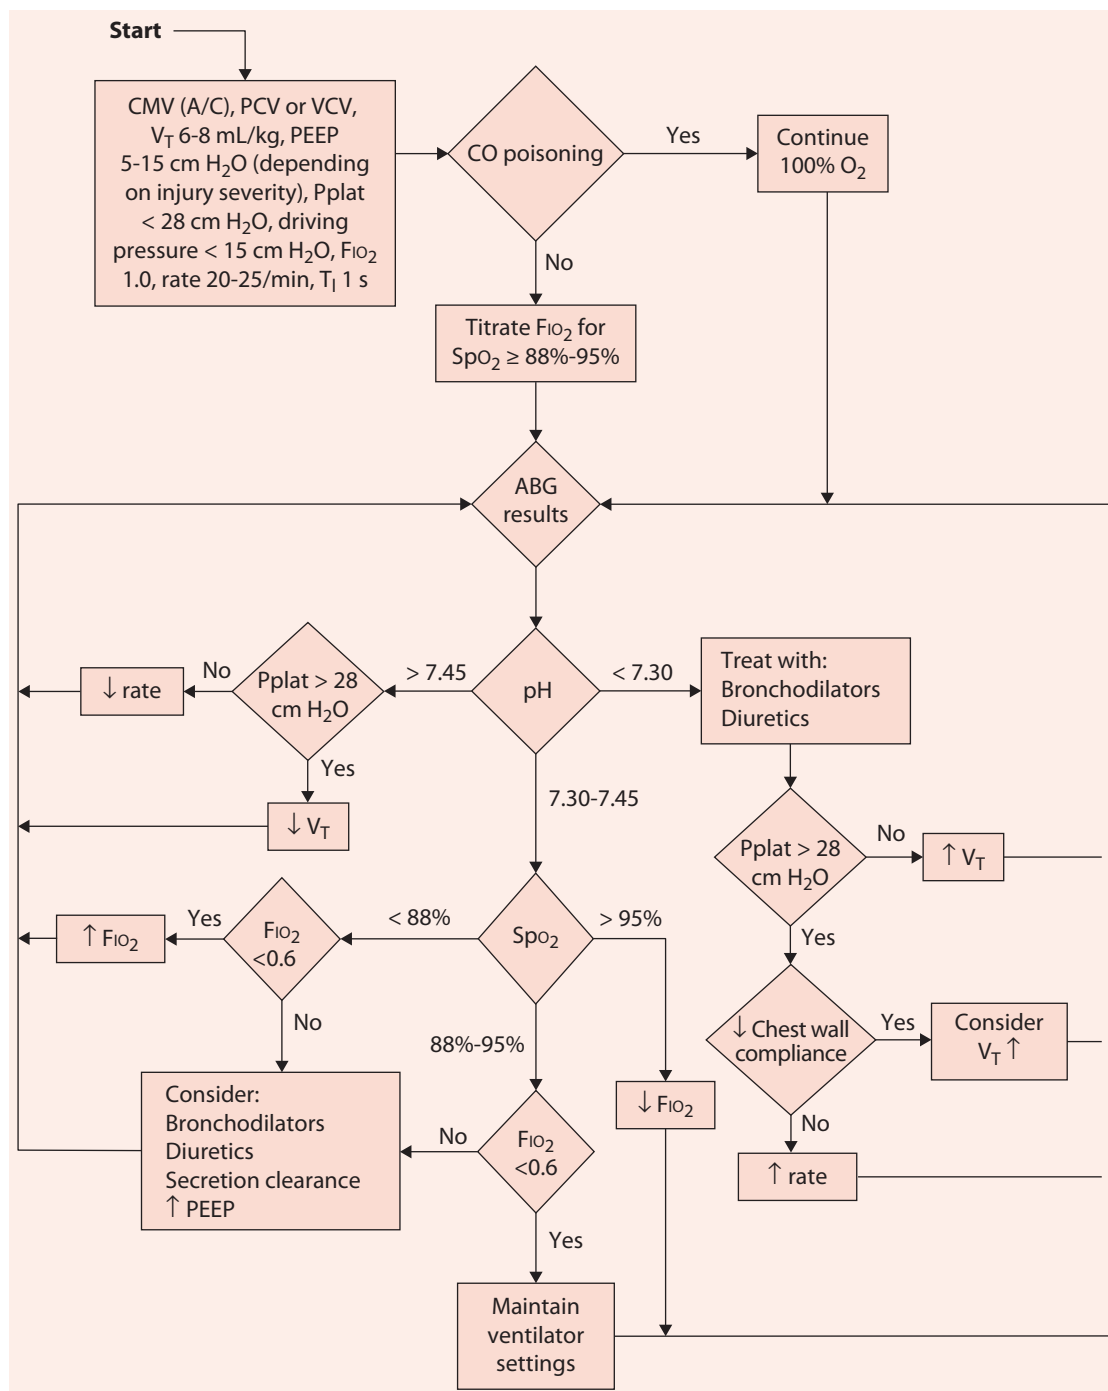 Start
CMV (A/C), PCV or VCV,
VT 6-8 mL/kg, PEEP
5-15 cm H2O (depending
on injury severity), Pplat
< 28 cm H2O, driving
pressure < 15 cm H2O, FIO2
1.0, rate 20-25/min, TI 1 s
CO poisoning
Yes
Continue
100% O2
No
Titrate FIO2 for
SpO2 ≥ 88%-95%
ABG
results
pH
> 7.45
Pplat > 28
cm H2O
No
↓ rate
Yes
↓ VT
< 7.30
Treat with:
Bronchodilators
Diuretics
Pplat > 28
cm H2O
No
↑ VT
Yes
↓ Chest wall
compliance
Yes
Consider
VT ↑
No
↑ rate
7.30-7.45
SpO2
< 88%
FIO2
<0.6
Yes
↑ FIO2
No
Consider:
Bronchodilators
Diuretics
Secretion clearance
↑ PEEP
> 95%
↓ FIO2
88%-95%
FIO2
<0.6
No
Yes
Maintain
ventilator
settings